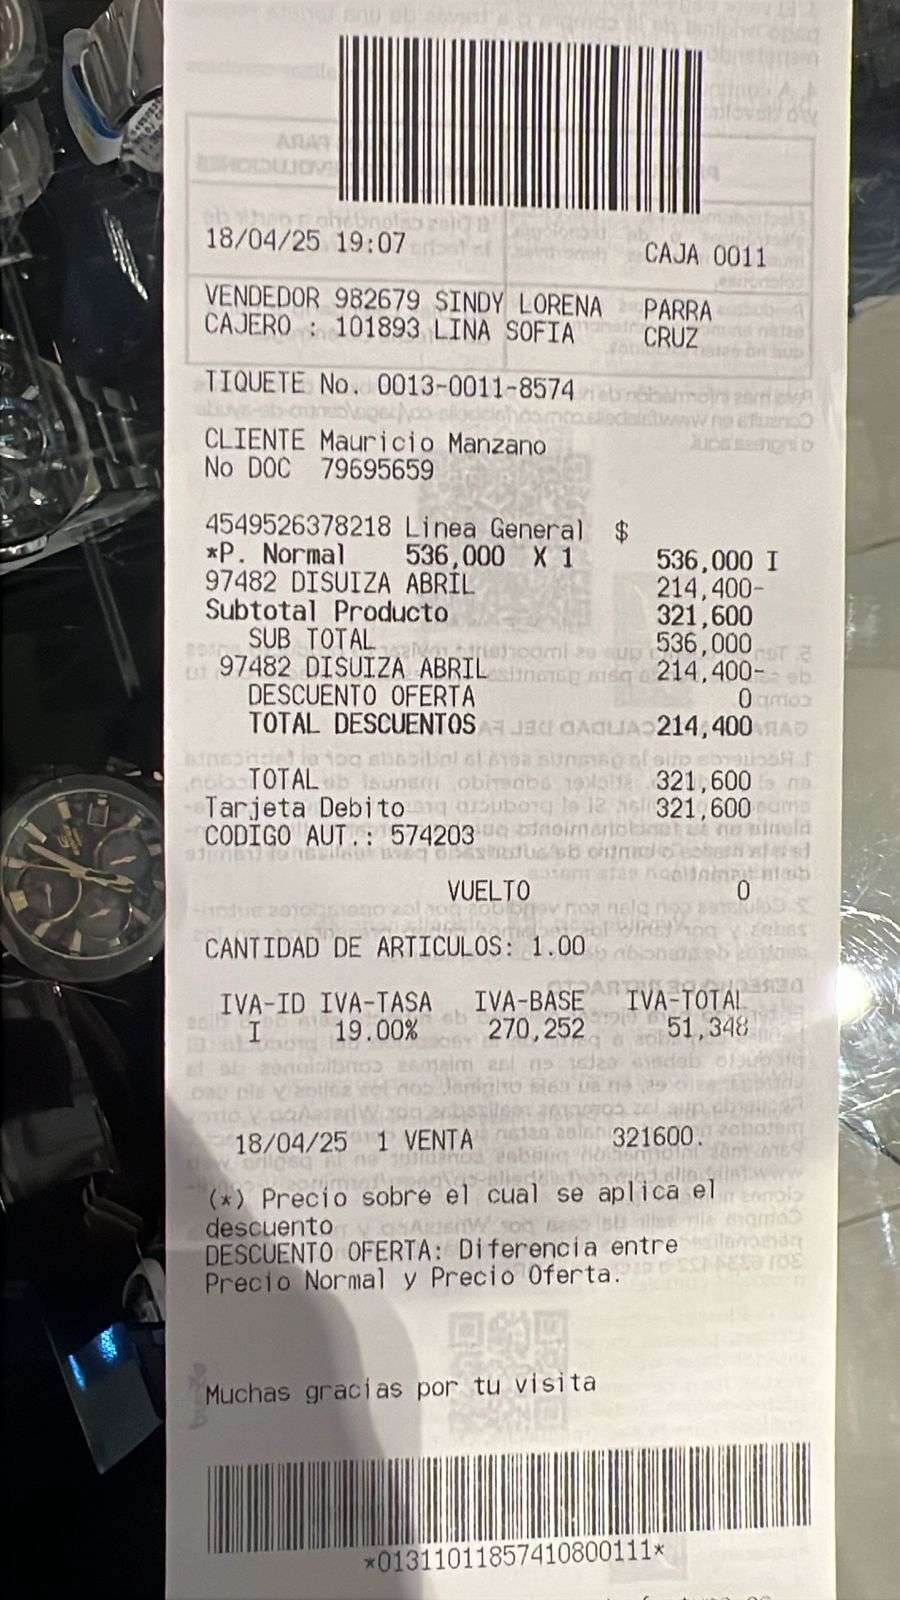 18/04/25 19:07 CAJA 0011
VENDEDOR 982679 SINDY LORENA PARRA
CAJERO : 101893 LINA SOFIA CRUZ
TIQUETE No. 0013-0011-8574
CLIENTE Mauricio Manzano
No DOC 79695659
4549526378218 Linea General $
*P. Normal 536,000 X 1 536,000 I
97482 DISUIZA ABRIL 214,400-
Subtotal Producto 321,600
SUB TOTAL 536,000
97482 DISUIZA ABRIL 214,400-
DESCUENTO OFERTA 0
TOTAL DESCUENTOS 214,400
TOTAL 321,600
Tarjeta Debito 321,600
CODIGO AUT.: 574203
VUELTO 0
CANTIDAD DE ARTICULOS: 1.00
IVA-ID IVA-TASA IVA-BASE IVA-TOTAL
I 19.00% 270,252 51,348
18/04/25 1 VENTA 321600.
(*) Precio sobre el cual se aplica el
descuento
DESCUENTO OFERTA: Diferencia entre
Precio Normal y Precio Oferta.
Muchas gracias por tu visita
*01311011857410800111*